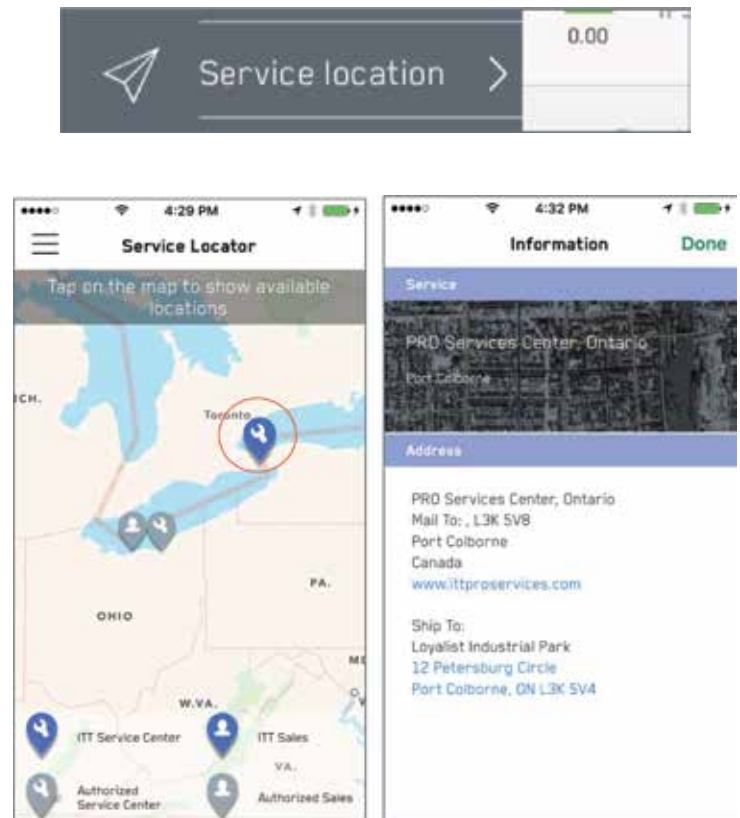 Service location
0.00
4:29 PM
Service Locator
Tap on the map to show available
locations
ICH.
Toronto
PA.
OHIO
W.VA.
VA.
ITT Service Center
ITT Sales
Authorized
Service Center
Authorized Sales
4:32 PM
Information
Done
Service
PRO Services Center, Ontario
Port Colborne
Address
PRO Services Center, Ontario
Mail To: , L3K 5V8
Port Colborne
Canada
www.ittproservices.com
Ship To:
Loyalist Industrial Park
12 Petersburg Circle
Port Colborne, ON L3K 5V4